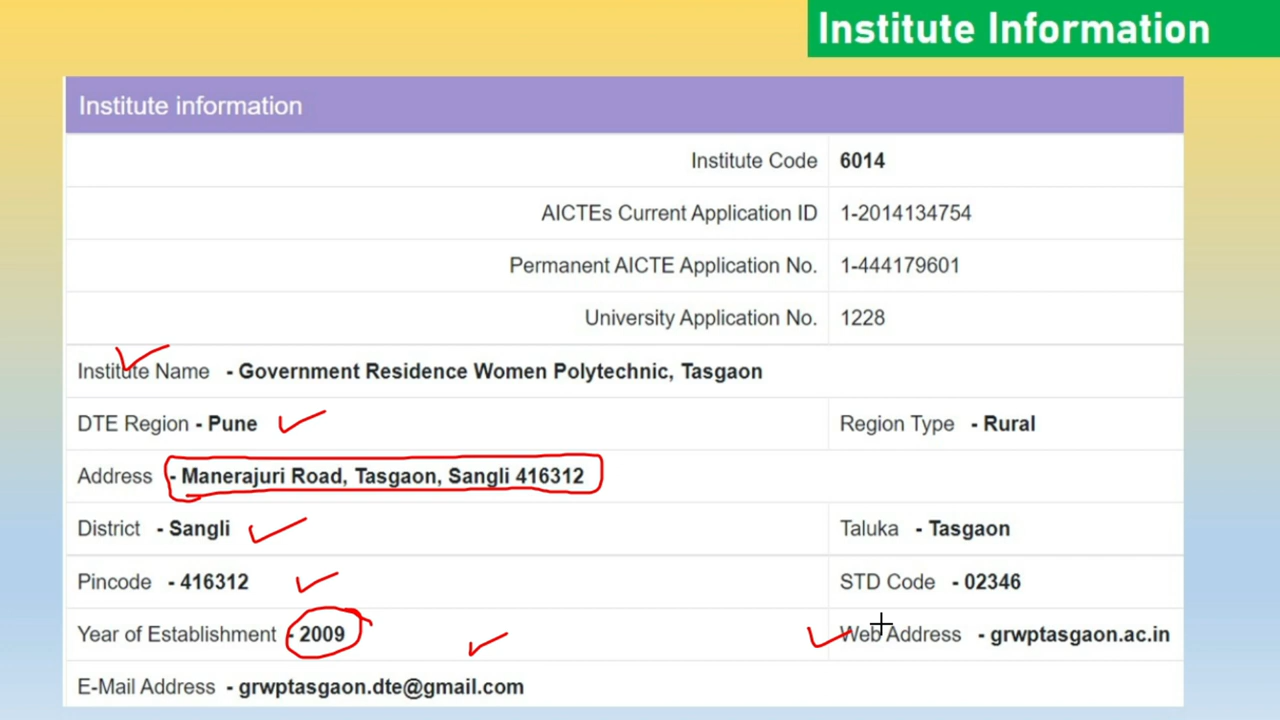 Institute Information
Institute information
Institute Code 6014
AICTEs Current Application ID 1-2014134754
Permanent AICTE Application No. 1-444179601
University Application No. 1228
Institute Name - Government Residence Women Polytechnic, Tasgaon
DTE Region - Pune Region Type - Rural
Address - Manerajuri Road, Tasgaon, Sangli 416312
District - Sangli Taluka - Tasgaon
Pincode - 416312 STD Code - 02346
Year of Establishment - 2009 Web Address - grwptasgaon.ac.in
E-Mail Address - grwptasgaon.dte@gmail.com